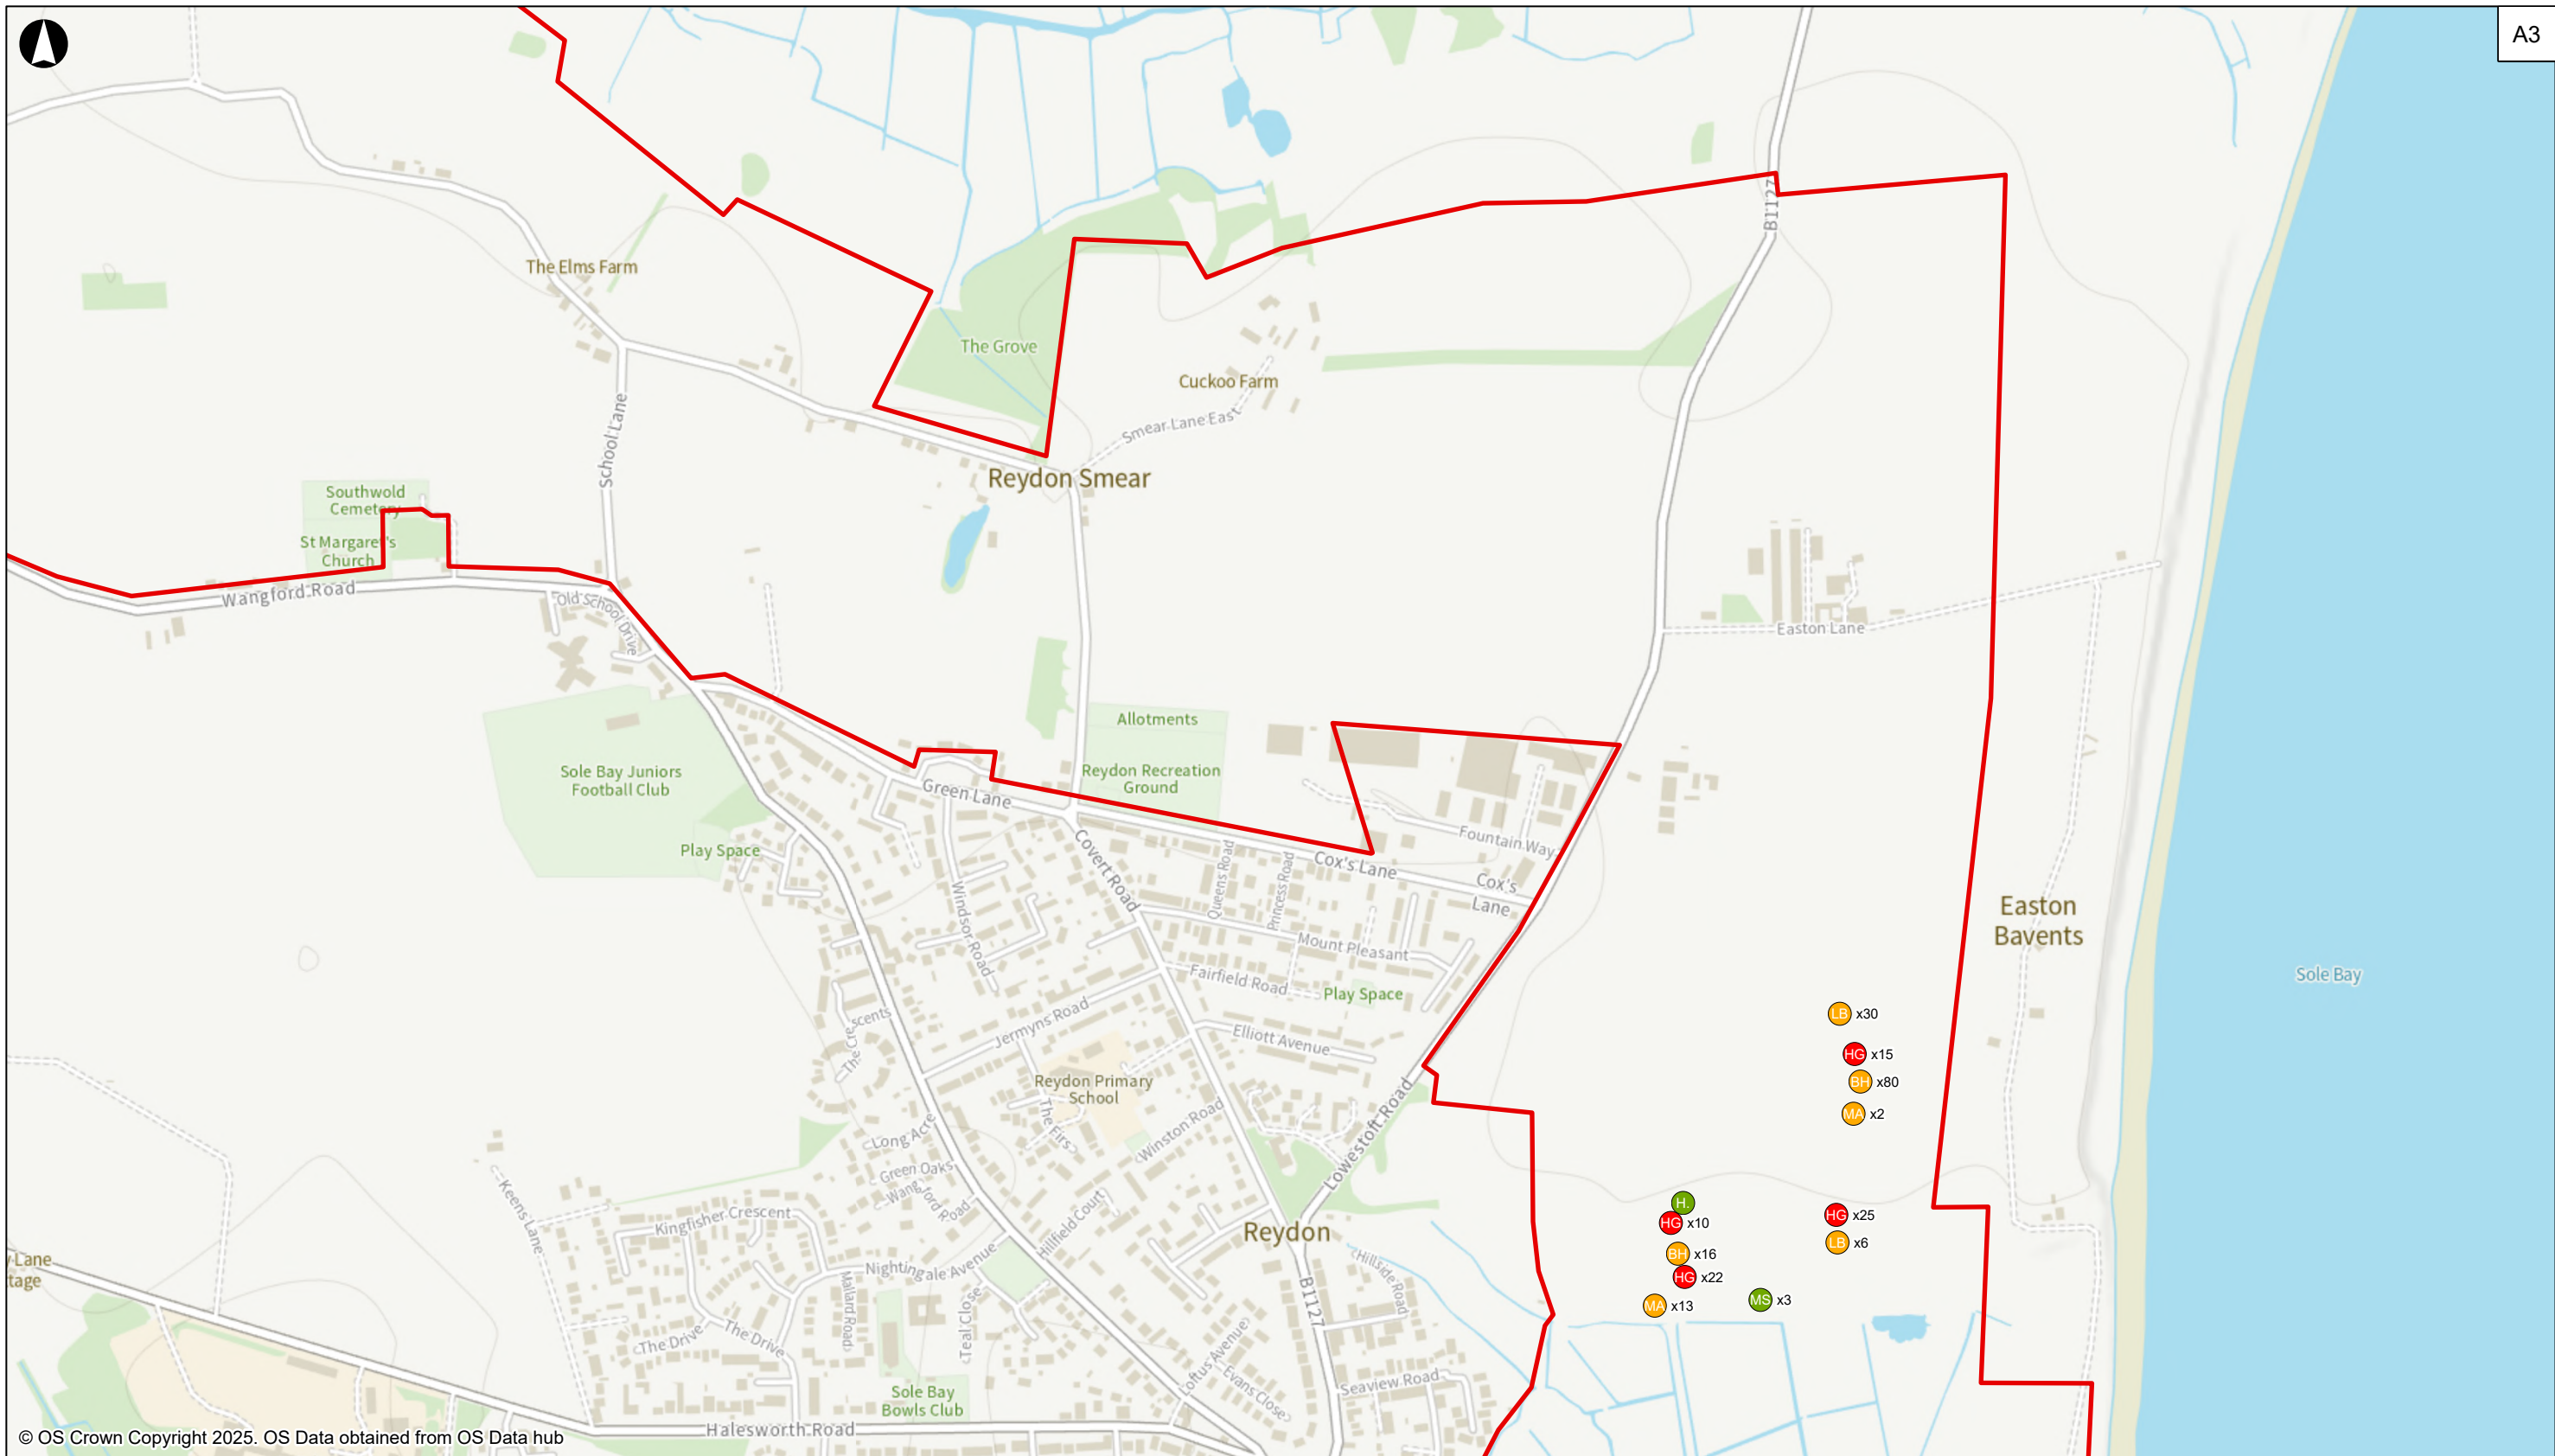 A3
B1127
The Elms Farm
The Grove
Cuckoo Farm
Smear Lane East
School Lane
Reydon Smear
Southwold
Cemetery
St Margaret's
Church
Wangford Road
Old School Drive
Easton Lane
Allotments
Sole Bay Juniors
Football Club
Reydon Recreation
Ground
Green Lane
Fountain Way
Play Space
Covert Road
Queens Road
Princess Road
Cox's Lane
Cox's
Lane
Windsor Road
Mount Pleasant
Easton
Bavents
Fairfield Road
Play Space
Sole Bay
LB x30
The Crescents
Jermyns Road
Elliott Avenue
HG x15
BH x80
Reydon Primary
School
MA x2
The Firs
Winston Road
Long Acre
Lowestoft Road
Green Oaks
Wangford Road
Keens Lane
Kingfisher Crescent
Hillfield Court
Reydon
H.
HG x10
HG x25
LB x6
BH x16
HG x22
MA x13
MS x3
y Lane
tage
Nightingale Avenue
Mallard Road
Teal Close
B1127
Hillside Road
The Drive
The Drive
Loftus Avenue
Evans Close
Seaview Road
Sole Bay
Bowls Club
Halesworth Road
© OS Crown Copyright 2025. OS Data obtained from OS Data hub